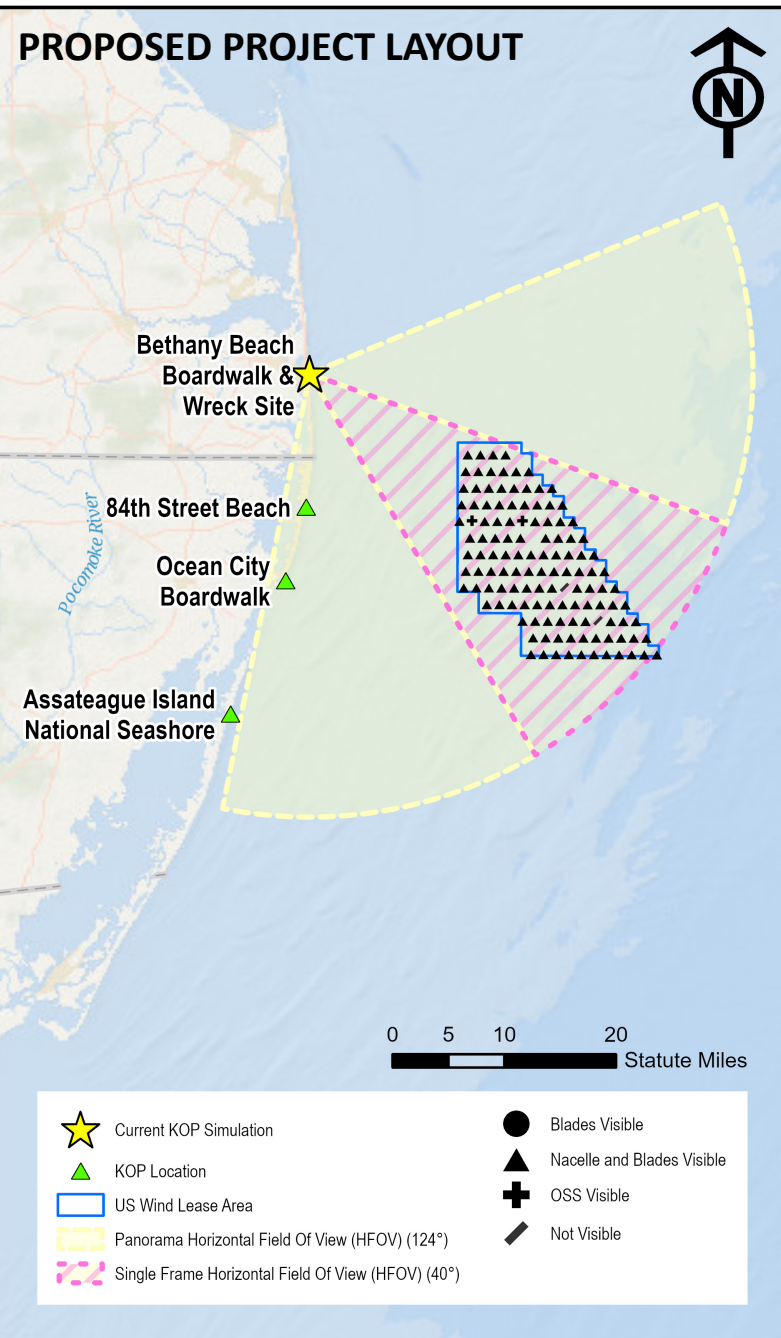 PROPOSED PROJECT LAYOUT
N
Bethany Beach
Boardwalk &
Wreck Site
84th Street Beach
Pocomoke River
Ocean City
Boardwalk
Assateague Island
National Seashore
0 5 10 20
Statute Miles
Current KOP Simulation
KOP Location
US Wind Lease Area
Panorama Horizontal Field Of View (HFOV) (124°)
Single Frame Horizontal Field Of View (HFOV) (40°)
Blades Visible
Nacelle and Blades Visible
OSS Visible
Not Visible